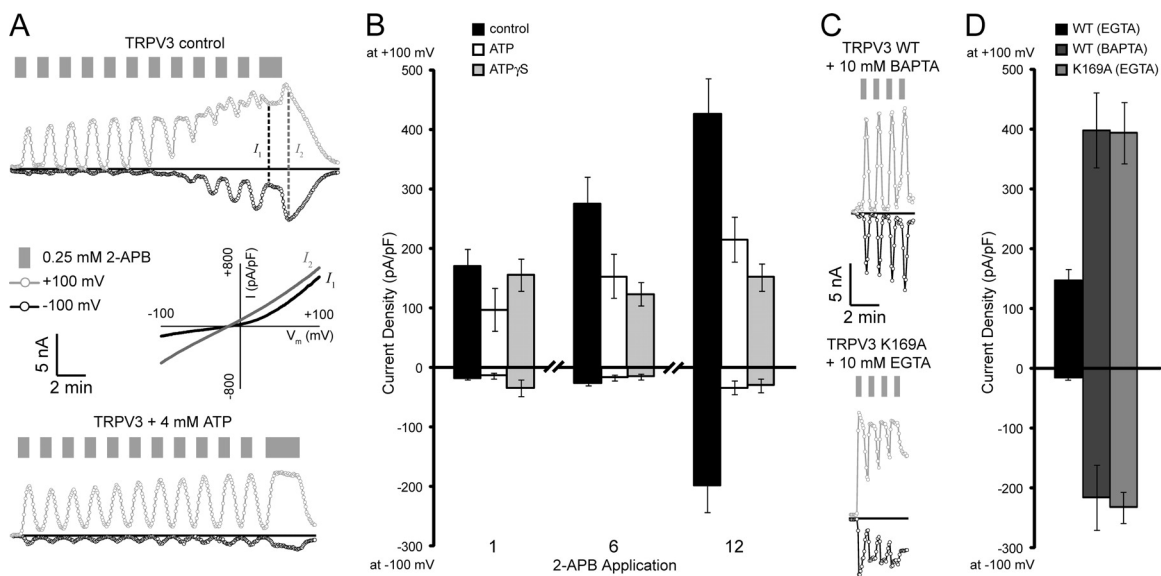 A
TRPV3 control
I₁
I₂
0.25 mM 2-APB
+100 mV
-100 mV
5 nA
2 min
+800
I (pA/pF)
I₂
I₁
-100
+100
Vm (mV)
-800
TRPV3 + 4 mM ATP
B
at +100 mV
control
ATP
ATPγS
500
400
300
200
100
0
-100
-200
-300
Current Density (pA/pF)
at -100 mV
1
6
12
2-APB Application
C
TRPV3 WT
+ 10 mM BAPTA
5 nA
2 min
TRPV3 K169A
+ 10 mM EGTA
D
at +100 mV
WT (EGTA)
WT (BAPTA)
K169A (EGTA)
500
400
300
200
100
0
-100
-200
-300
Current Density (pA/pF)
at -100 mV